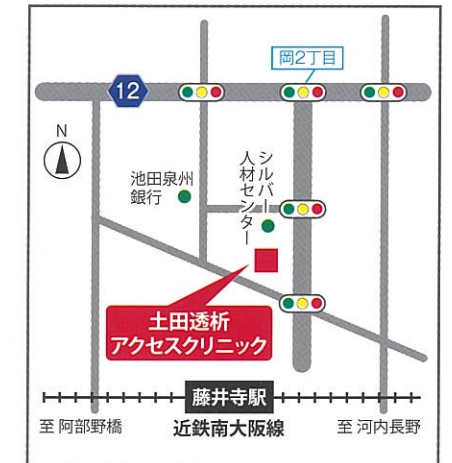 岡2丁目
12
N
池田泉州
銀行
シルバー
人材センター
土田透析
アクセスクリニック
藤井寺駅
至 阿部野橋
近鉄南大阪線
至 河内長野